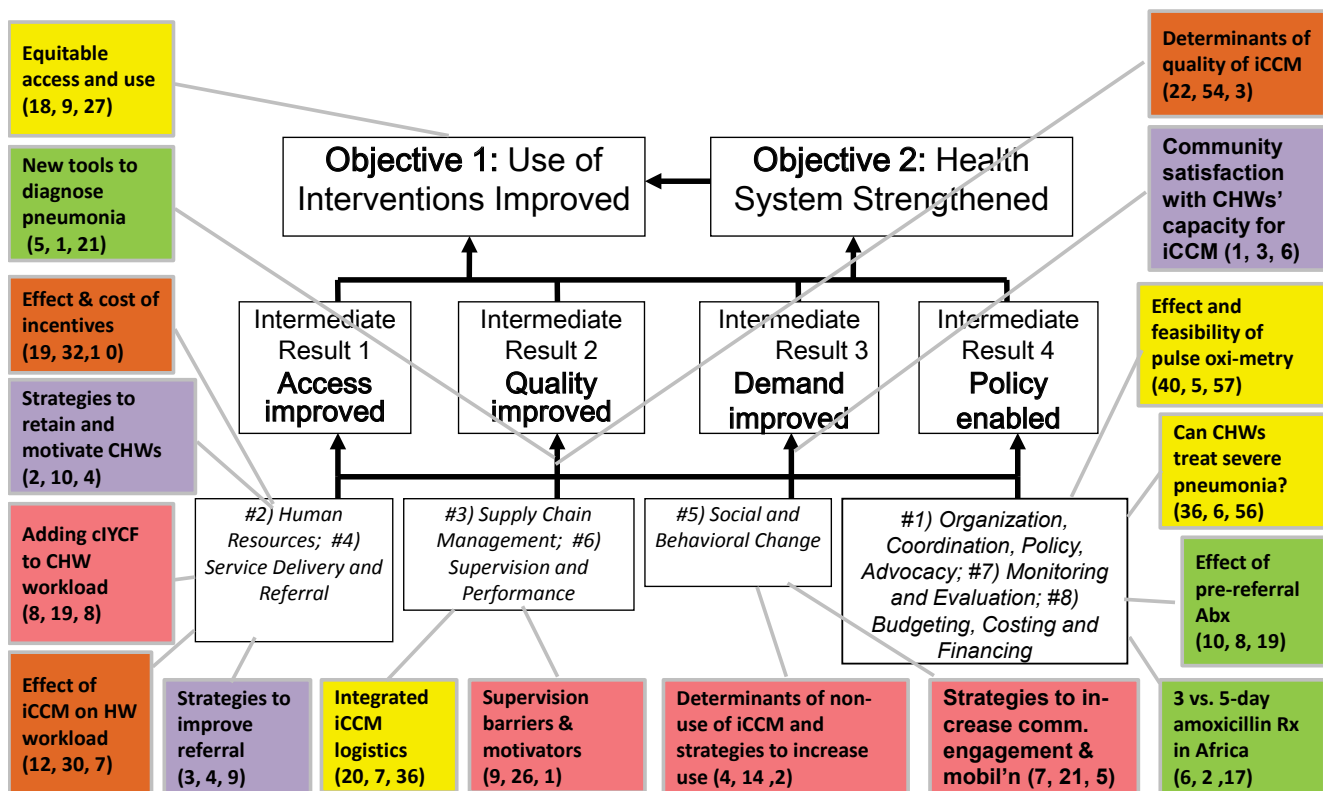 Equitable
access and use
(18, 9, 27)
New tools to
diagnose
pneumonia
(5, 1, 21)
Effect & cost of
incentives
(19, 32,1 0)
Strategies to
retain and
motivate CHWs
(2, 10, 4)
Adding cIYCF
to CHW
workload
(8, 19, 8)
Effect of
iCCM on HW
workload
(12, 30, 7)
Objective 1: Use of
Interventions Improved
Objective 2: Health
System Strengthened
Intermediate
Result 1
Access
improved
Intermediate
Result 2
Quality
improved
Intermediate
Result 3
Demand
improved
Intermediate
Result 4
Policy
enabled
#2) Human
Resources; #4)
Service Delivery and
Referral
#3) Supply Chain
Management; #6)
Supervision and
Performance
#5) Social and
Behavioral Change
#1) Organization,
Coordination, Policy,
Advocacy; #7) Monitoring
and Evaluation; #8)
Budgeting, Costing and
Financing
Strategies to
improve
referral
(3, 4, 9)
Integrated
iCCM
logistics
(20, 7, 36)
Supervision
barriers &
motivators
(9, 26, 1)
Determinants of non-
use of iCCM and
strategies to increase
use (4, 14 ,2)
Strategies to in-
crease comm.
engagement &
mobil'n (7, 21, 5)
Determinants of
quality of iCCM
(22, 54, 3)
Community
satisfaction
with CHWs'
capacity for
iCCM (1, 3, 6)
Effect and
feasibility of
pulse oxi-metry
(40, 5, 57)
Can CHWs
treat severe
pneumonia?
(36, 6, 56)
Effect of
pre-referral
Abx
(10, 8, 19)
3 vs. 5-day
amoxicillin Rx
in Africa
(6, 2 ,17)